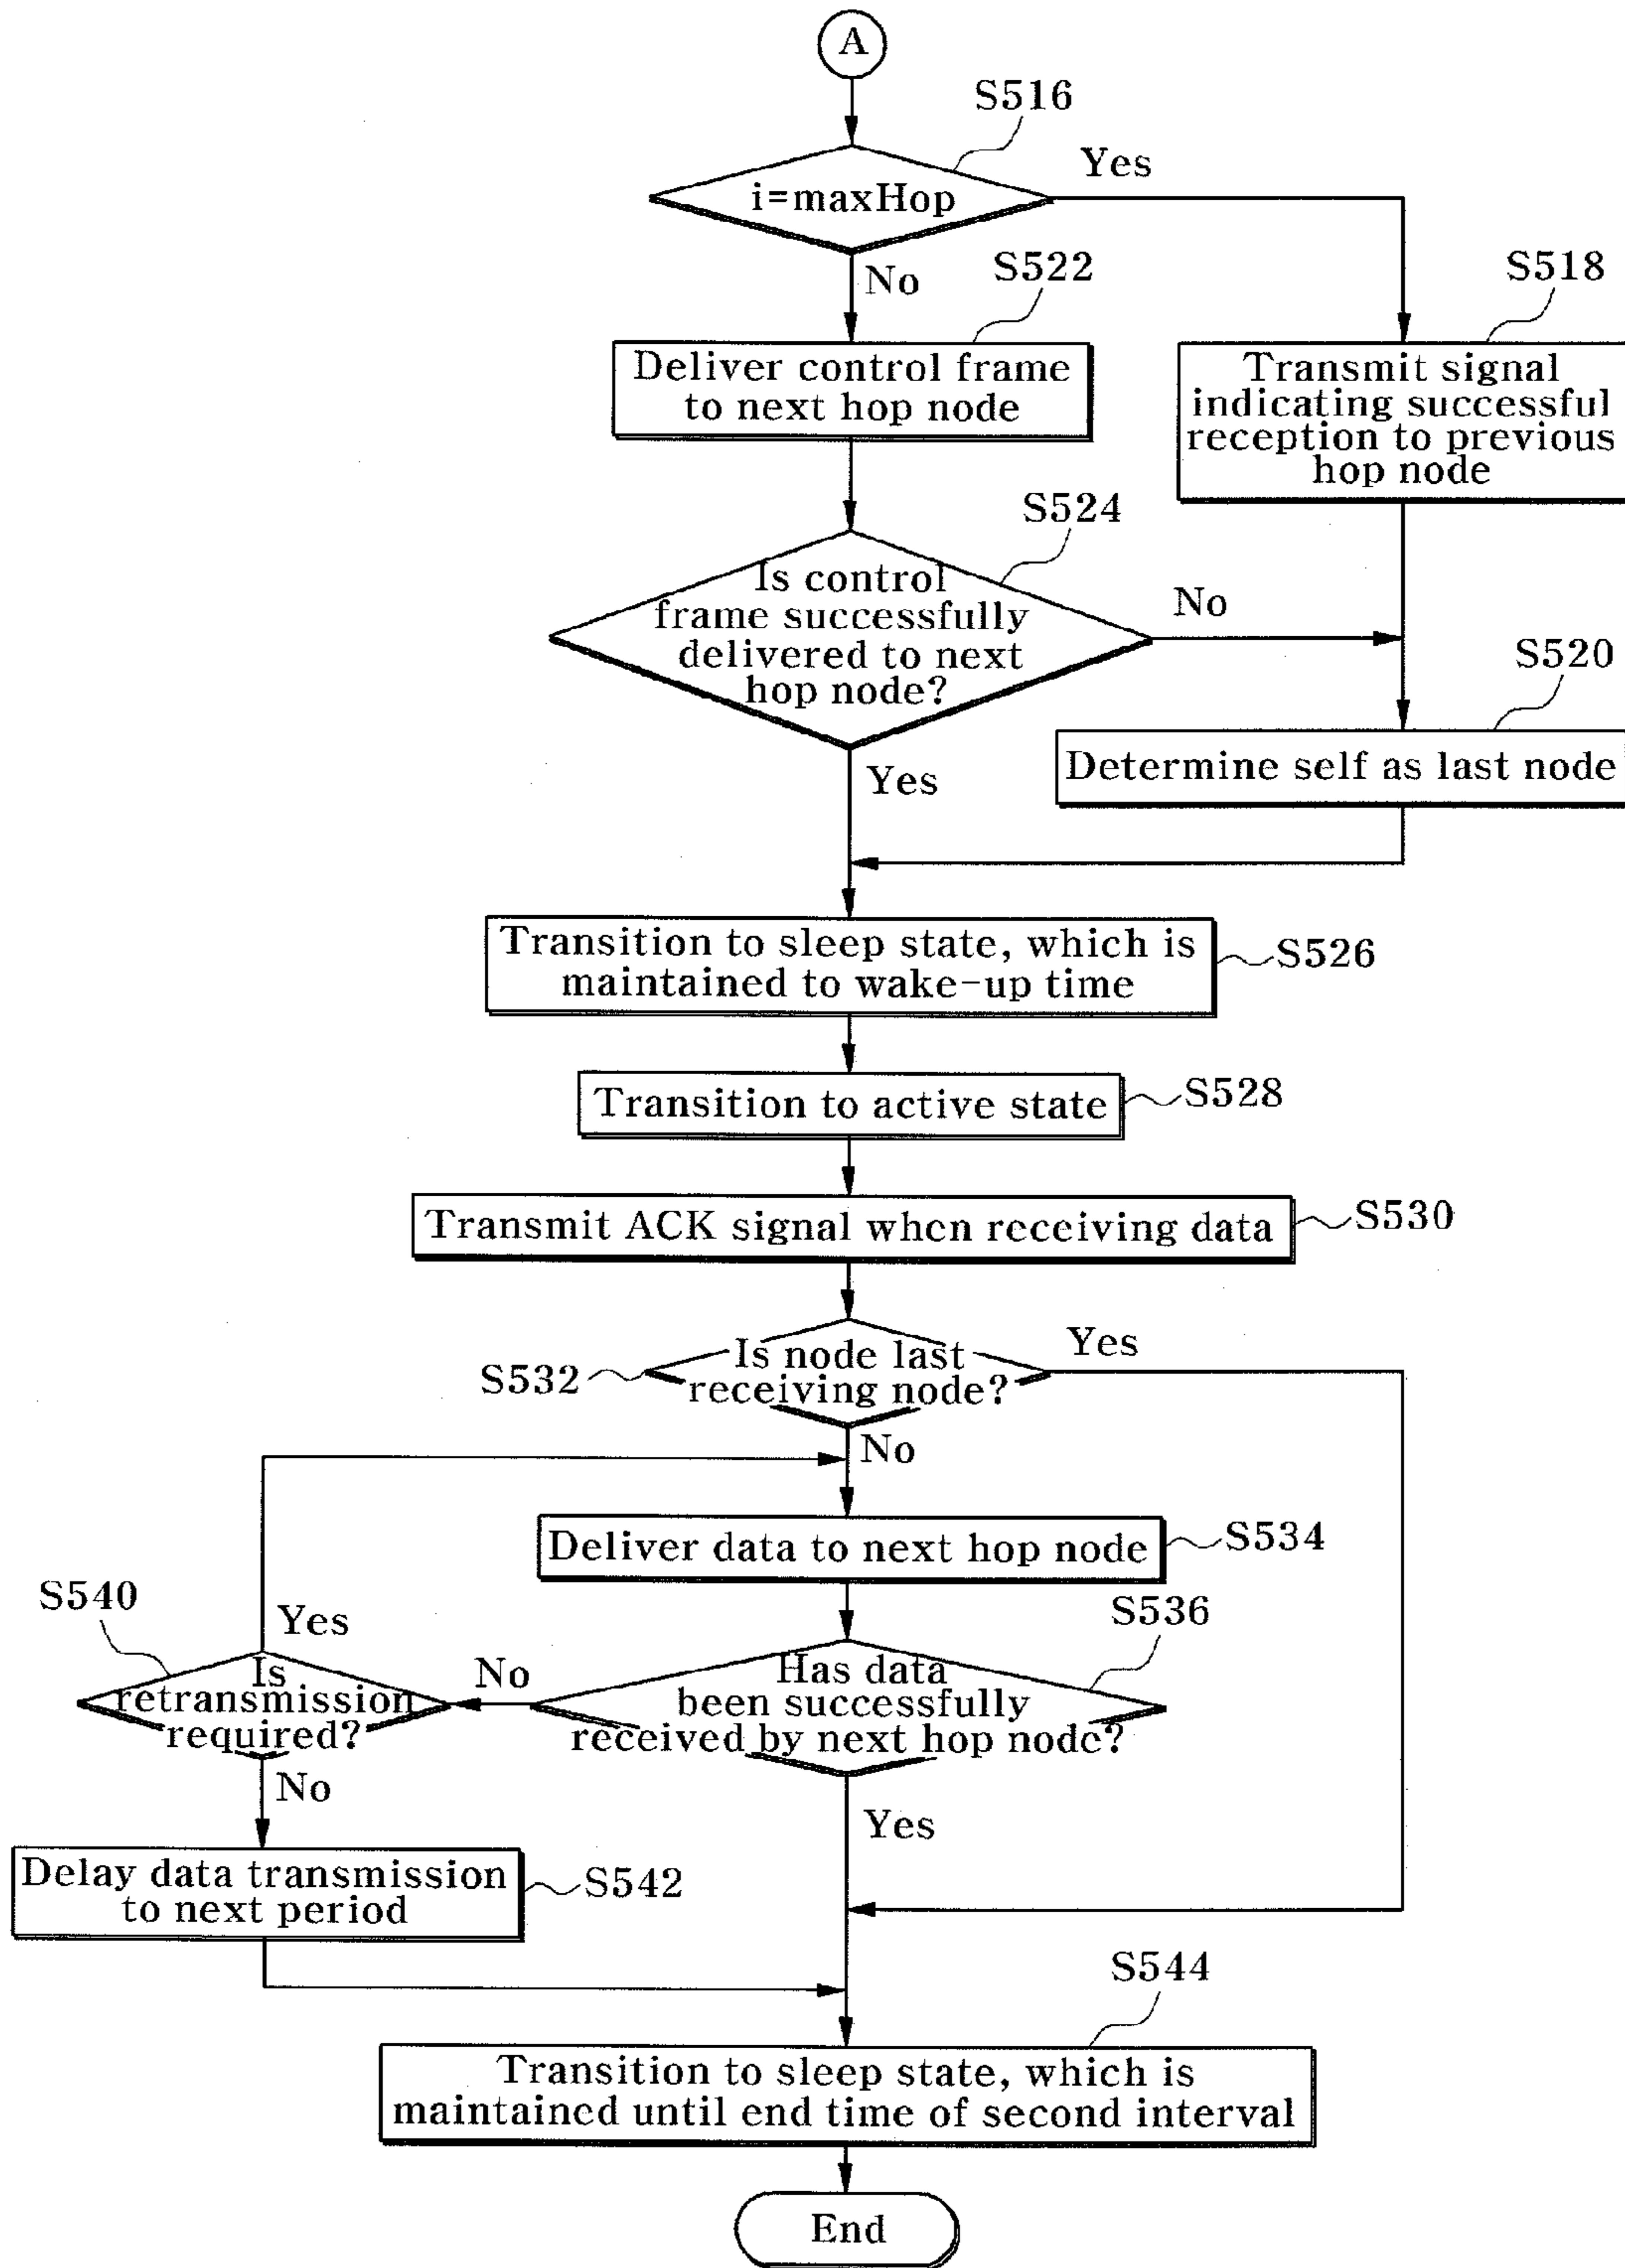 A
S516
i=maxHop
Yes
No
S522
S518
Deliver control frame
to next hop node
Transmit signal
indicating successful
reception to previous
hop node
S524
Is control
frame successfully
delivered to next
hop node?
No
S520
Determine self as last node
Yes
Transition to sleep state, which is
maintained to wake-up time
S526
Transition to active state
S528
Transmit ACK signal when receiving data
S530
Is node last
receiving node?
Yes
S532
No
Deliver data to next hop node
S534
S540
Yes
S536
Is
retransmission
required?
No
Has data
been successfully
received by next hop node?
No
Yes
Delay data transmission
to next period
S542
S544
Transition to sleep state, which is
maintained until end time of second interval
End